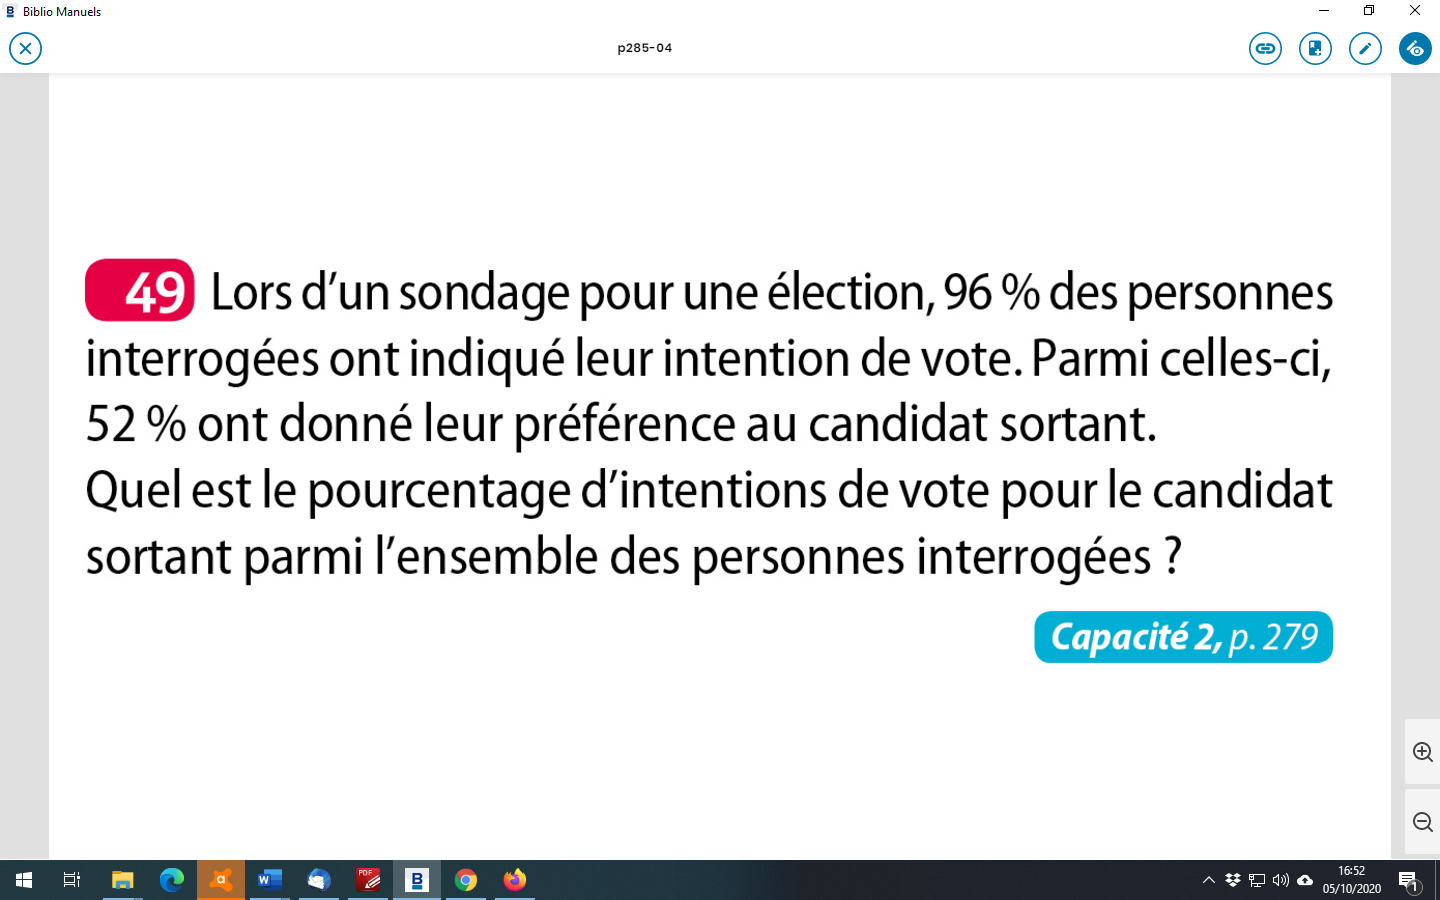 Biblio Manuels
p285-04
49 Lors d’un sondage pour une élection, 96 % des personnes
interrogées ont indiqué leur intention de vote. Parmi celles-ci,
52 % ont donné leur préférence au candidat sortant.
Quel est le pourcentage d’intentions de vote pour le candidat
sortant parmi l’ensemble des personnes interrogées ?
Capacité 2, p. 279
16:52
05/10/2020
1